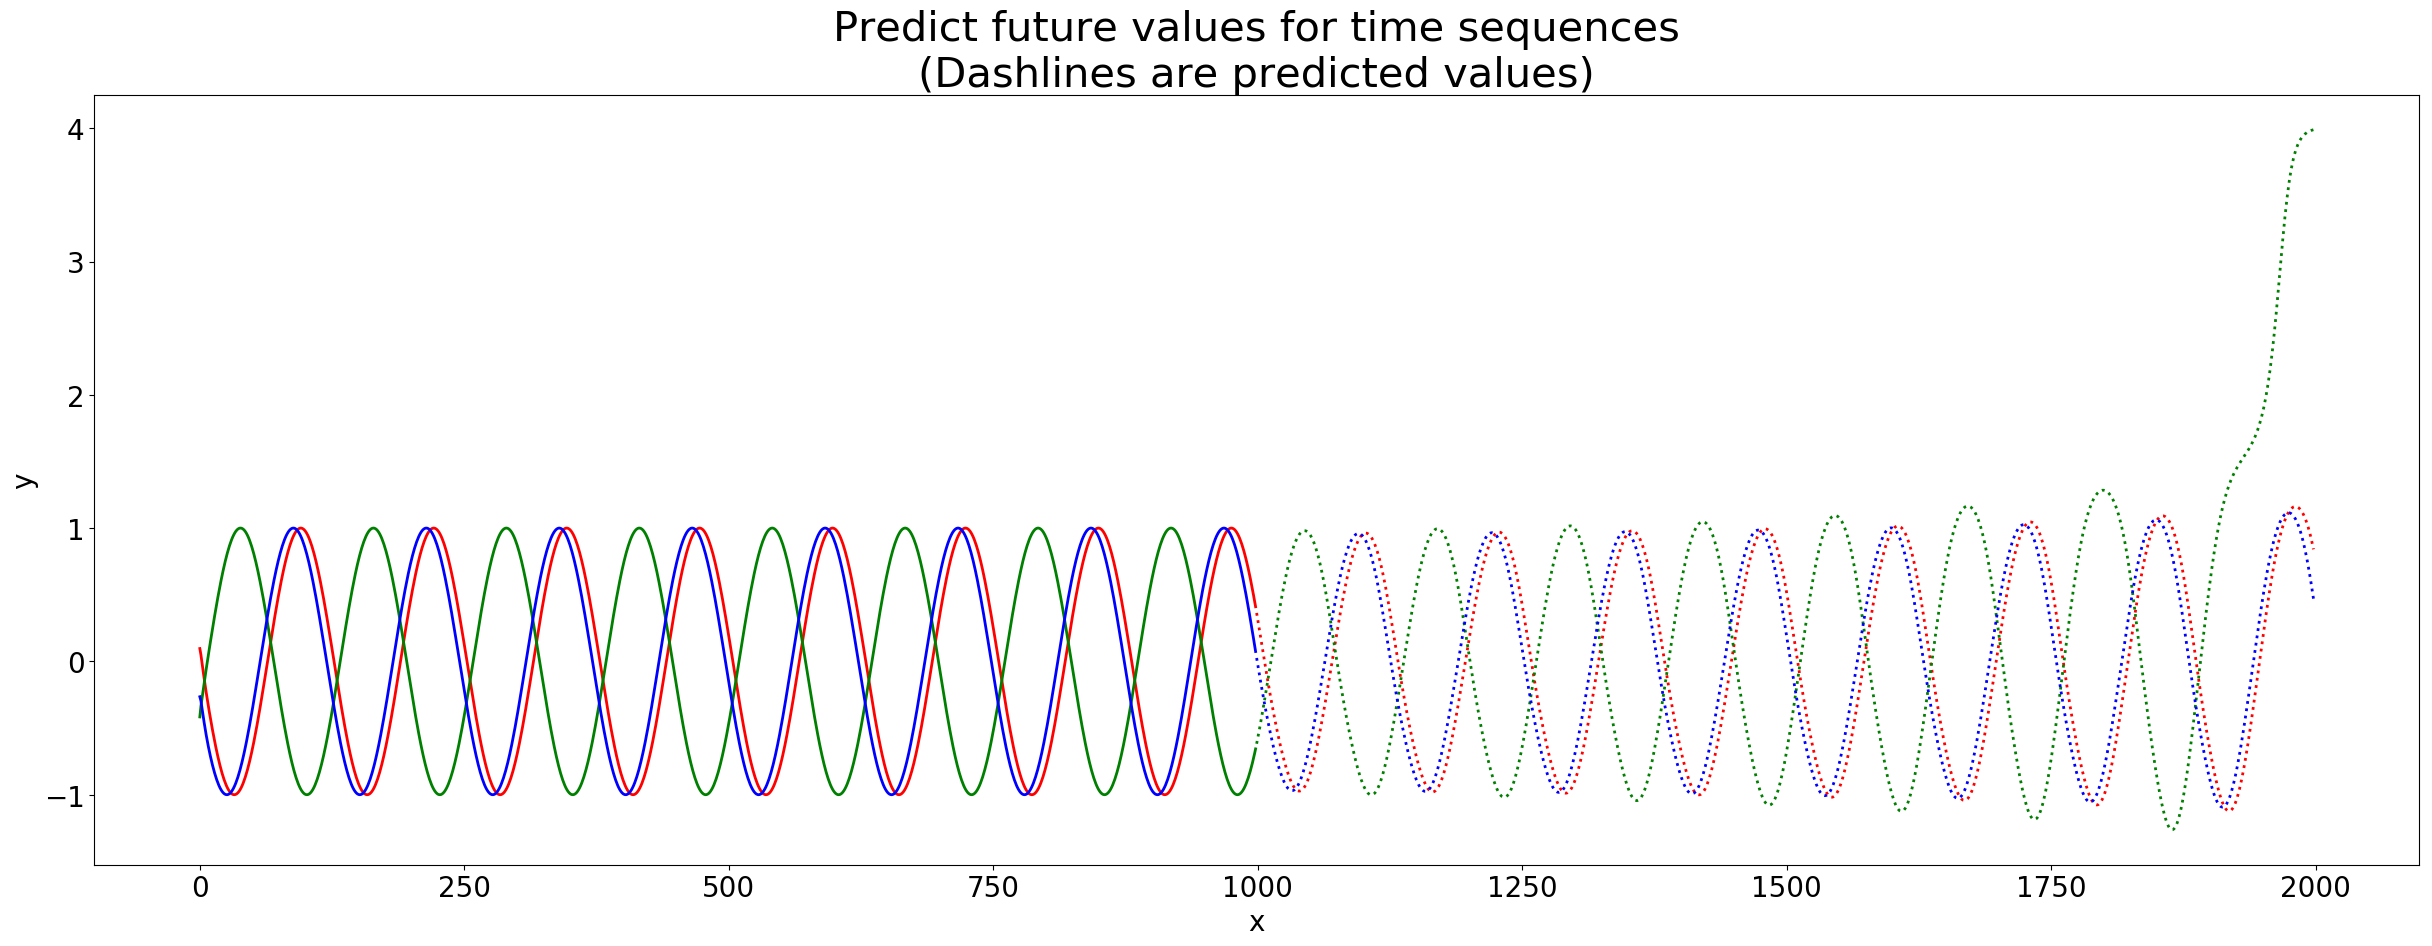 Predict future values for time sequences
(Dashlines are predicted values)
4
3
2
1
0
−1
y
0 250 500 750 1000 1250 1500 1750 2000
x